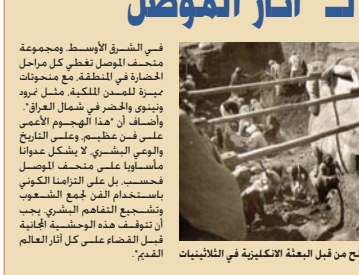 لـ آثار الموصل
في الشرق الأوسط. ومجموعة
متحف الموصل تغطي كل مراحل
الحضارة في المنطقة، مع منحوتات
مميزة للمدن الملكية، مثل نمرود
ونينوى والحضر في شمال العراق".
وأضاف أن "هذا الهجوم الأعمى
على فن عظيم، وعلى التاريخ
والوعي البشري، لا يشكل عدوانا
مأساويا على متحف الموصل
فحسب، بل على التزامنا الكوني
باستخدام الفن لجمع الشعوب
وتشجيع التفاهم البشري. يجب
أن تتوقف هذه الوحشية المجانية
قبل القضاء على كل آثار العالم
القديم".
من قبل البعثة الانكليزية في الثلاثينيات